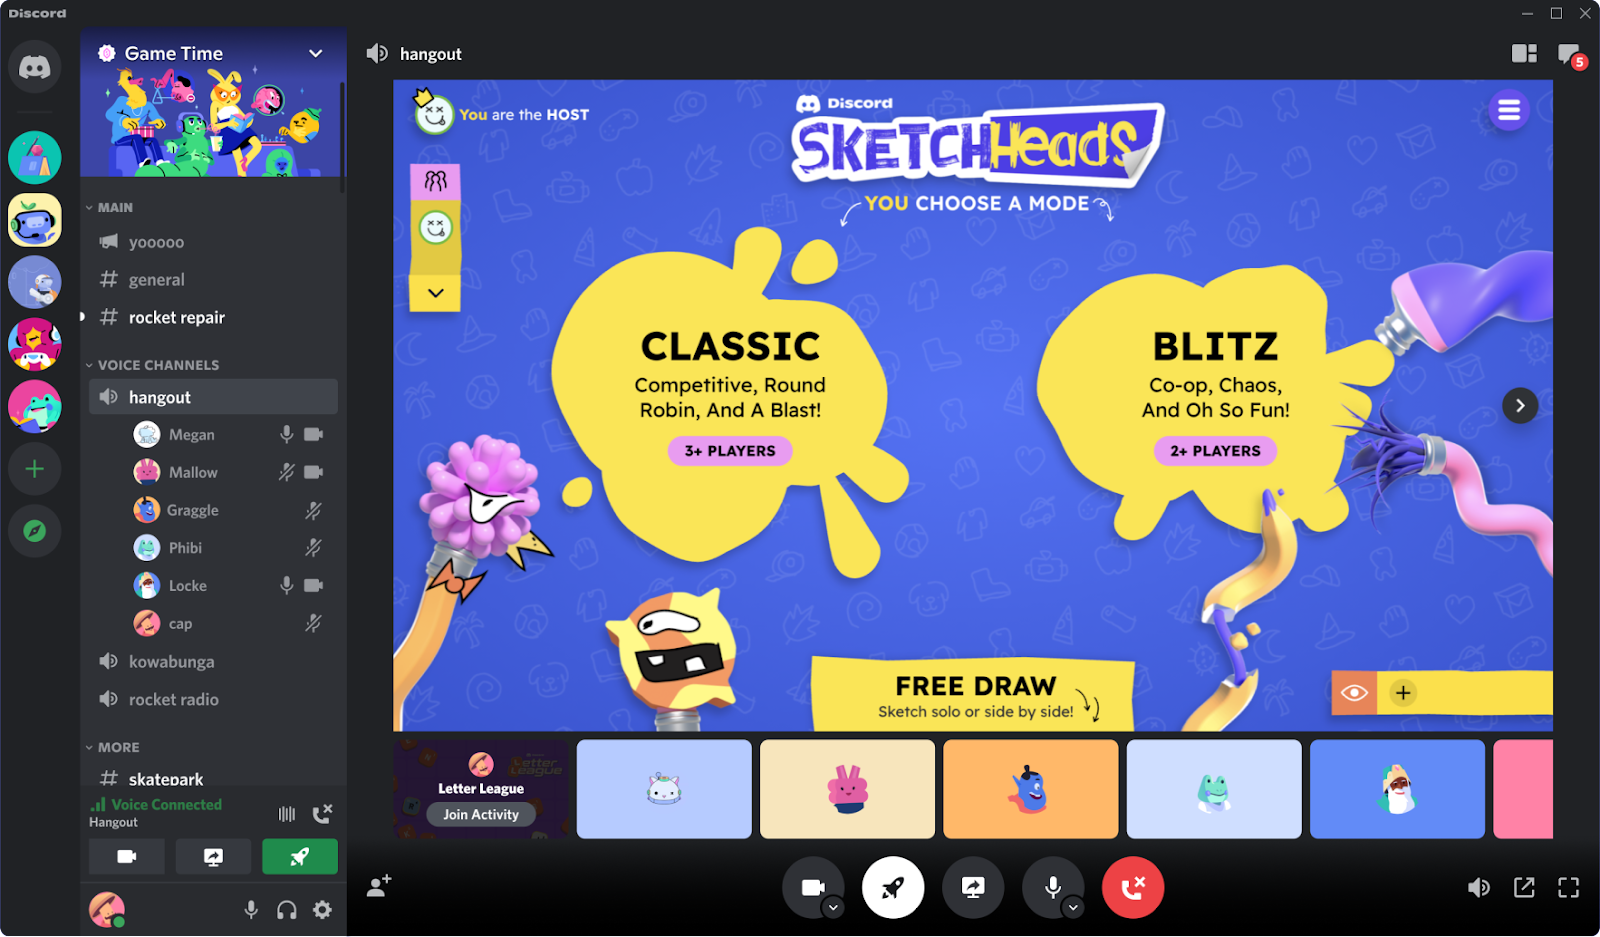 Discord
Game Time
MAIN
yooooo
general
rocket repair
VOICE CHANNELS
hangout
Megan
Mallow
Graggle
Phibi
Locke
cap
kowabunga
rocket radio
MORE
skatepark
Voice Connected
Hangout
hangout
5
You are the HOST
Discord
SKETCHHeads
YOU CHOOSE A MODE
CLASSIC
Competitive, Round
Robin, And A Blast!
3+ PLAYERS
BLITZ
Co-op, Chaos,
And Oh So Fun!
2+ PLAYERS
FREE DRAW
Sketch solo or side by side!
Letter
League
Letter League
Join Activity